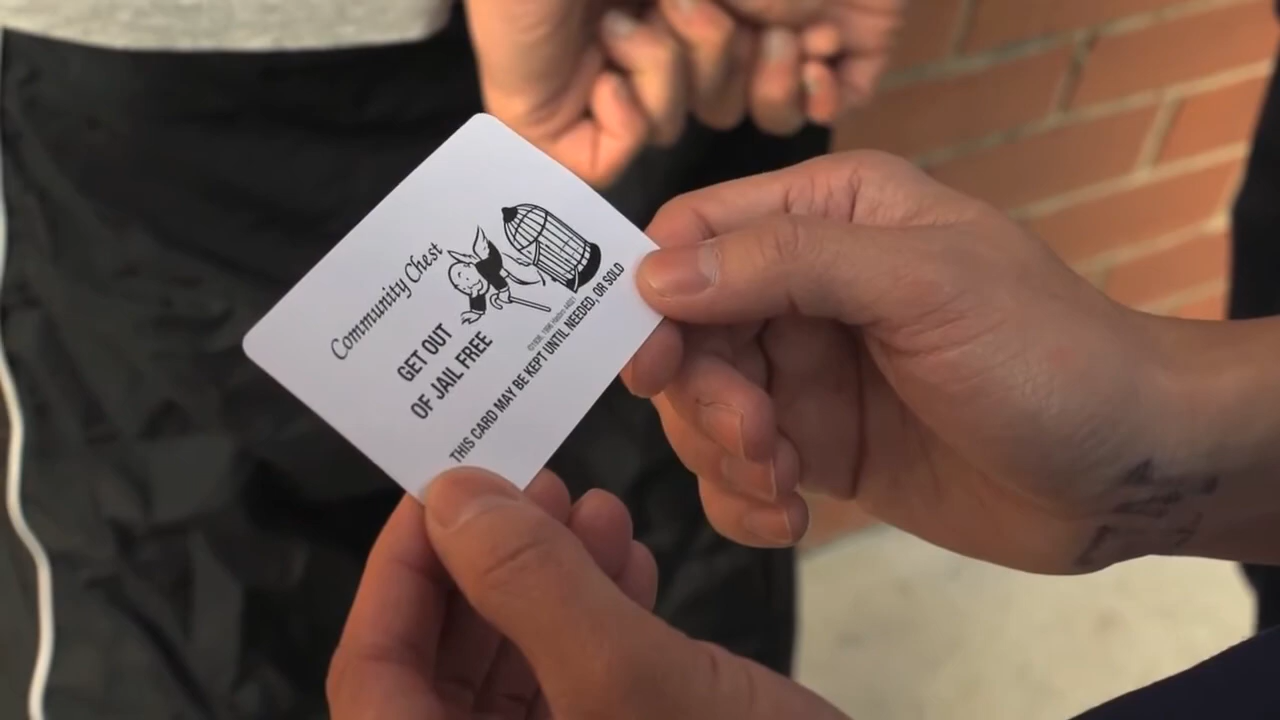 Community Chest
GET OUT
OF JAIL FREE
THIS CARD MAY BE KEPT UNTIL NEEDED, OR SOLD